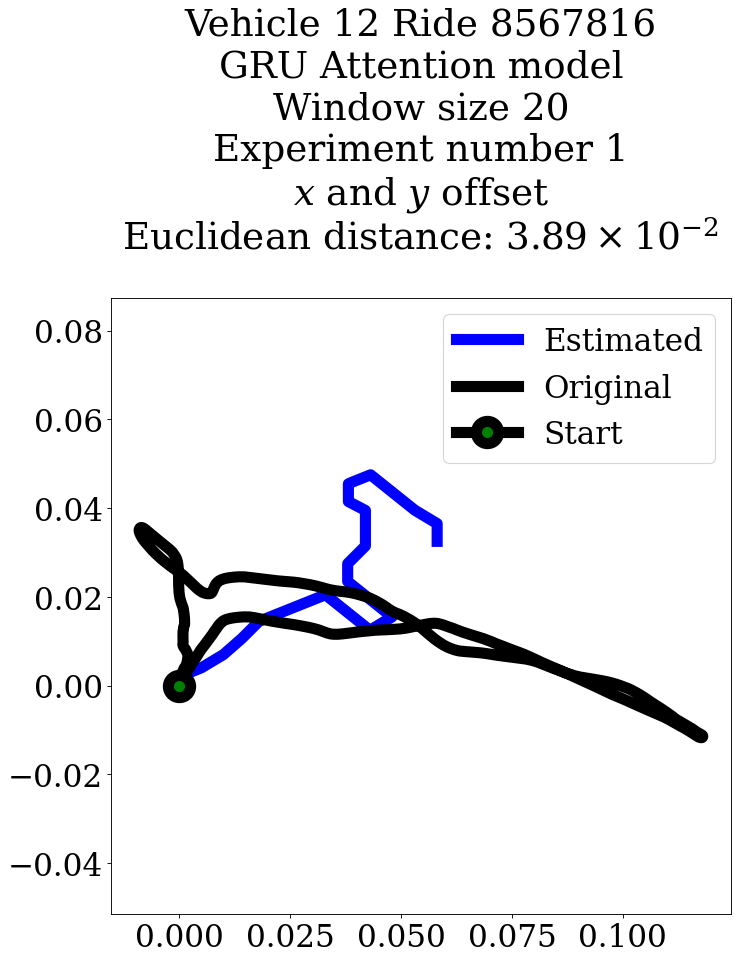 Vehicle 12 Ride 8567816
GRU Attention model
Window size 20
Experiment number 1
x and y offset
Euclidean distance: 3.89 × 10⁻²
Estimated
Original
Start
0.08
0.06
0.04
0.02
0.00
−0.02
−0.04
0.000 0.025 0.050 0.075 0.100